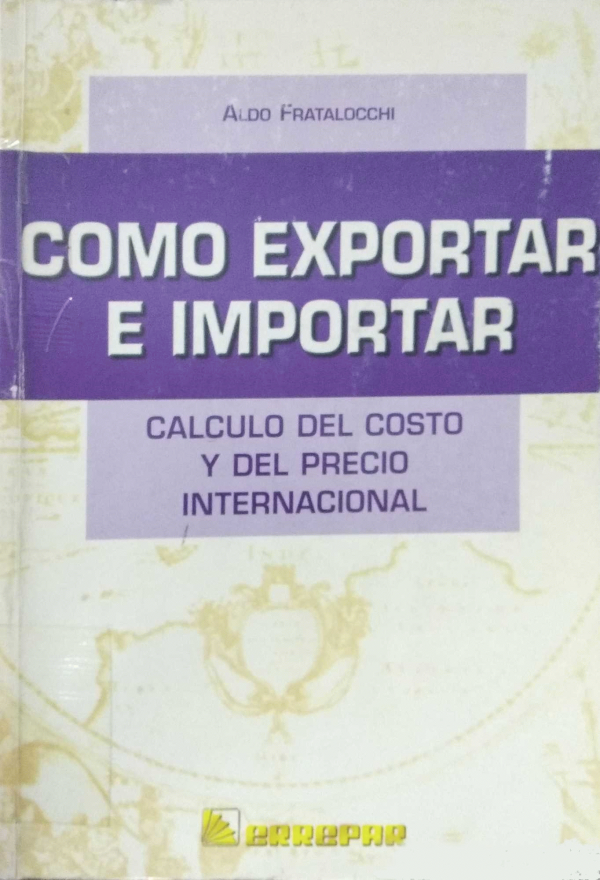 ALDO FRATALOCCHI
COMO EXPORTAR
E IMPORTAR
CALCULO DEL COSTO
Y DEL PRECIO
INTERNACIONAL
ERREPAR